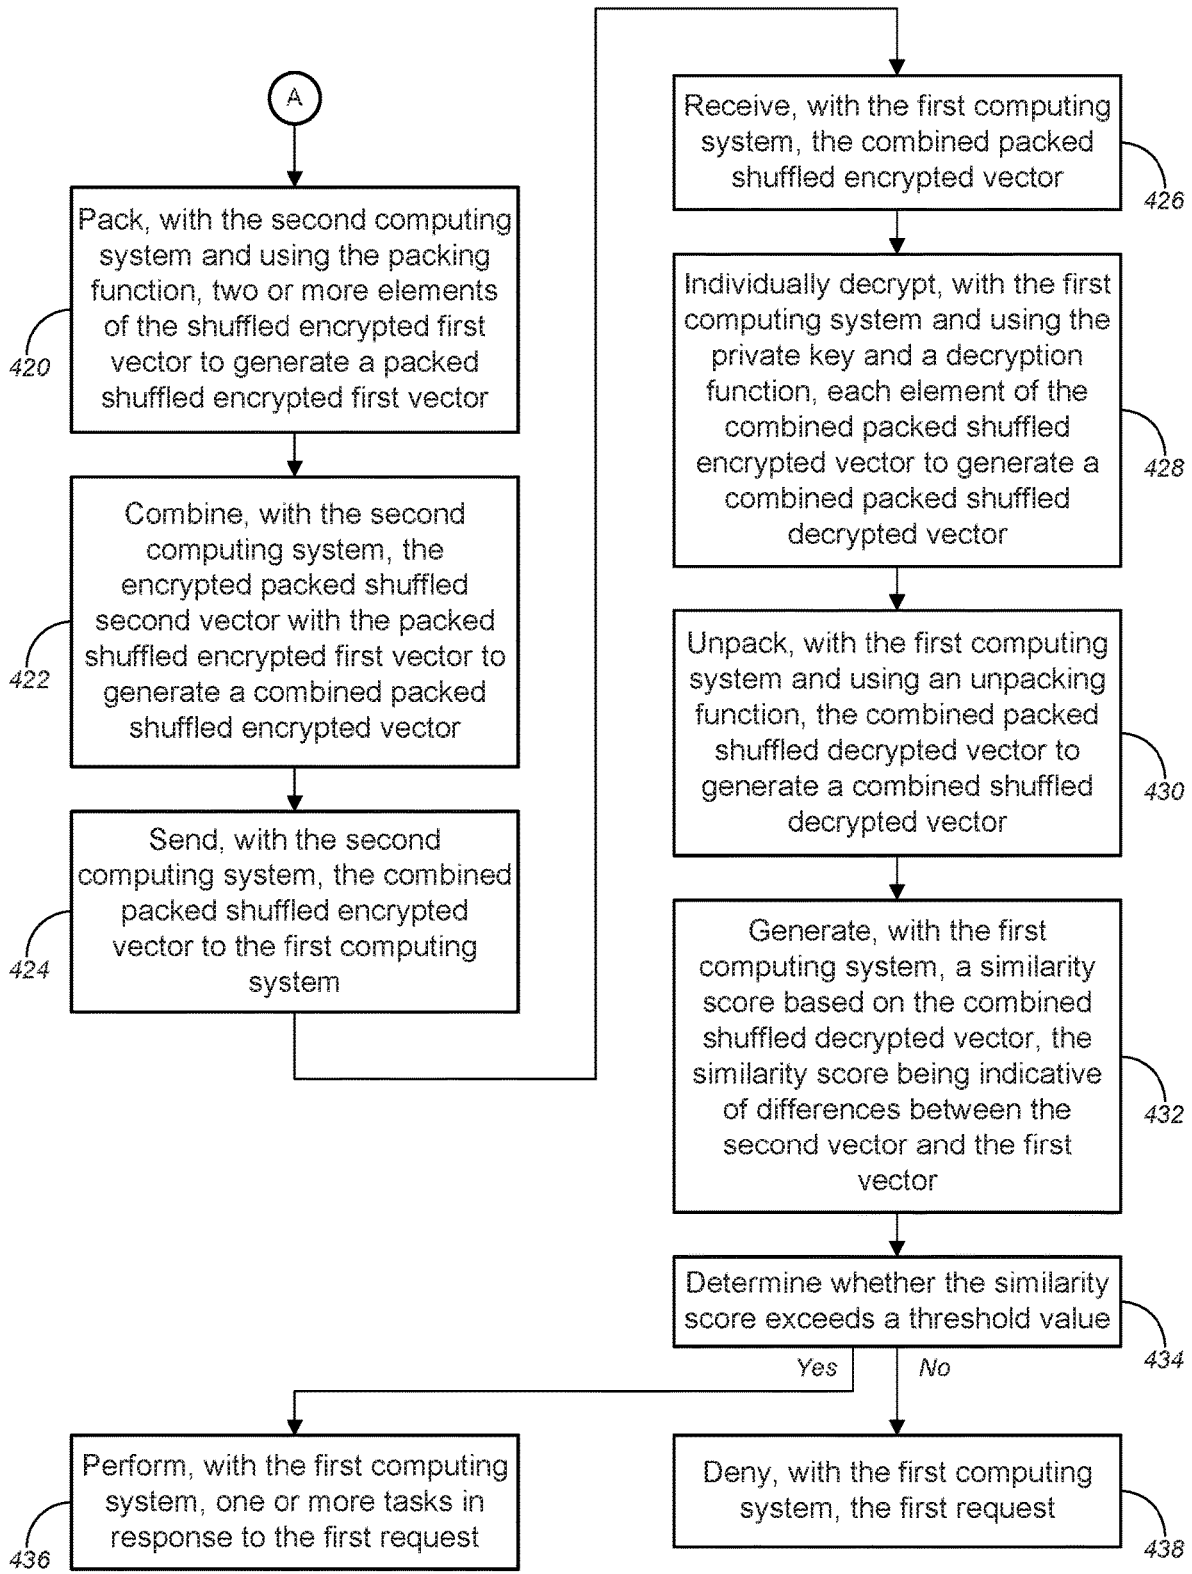 A
Pack, with the second computing
system and using the packing
function, two or more elements
of the shuffled encrypted first
vector to generate a packed
shuffled encrypted first vector
420
Combine, with the second
computing system, the
encrypted packed shuffled
second vector with the packed
shuffled encrypted first vector to
generate a combined packed
shuffled encrypted vector
422
Send, with the second
computing system, the combined
packed shuffled encrypted
vector to the first computing
system
424
Receive, with the first computing
system, the combined packed
shuffled encrypted vector
426
Individually decrypt, with the first
computing system and using the
private key and a decryption
function, each element of the
combined packed shuffled
encrypted vector to generate a
combined packed shuffled
decrypted vector
428
Unpack, with the first computing
system and using an unpacking
function, the combined packed
shuffled decrypted vector to
generate a combined shuffled
decrypted vector
430
Generate, with the first
computing system, a similarity
score based on the combined
shuffled decrypted vector, the
similarity score being indicative
of differences between the
second vector and the first
vector
432
Determine whether the similarity
score exceeds a threshold value
434
Yes
No
Perform, with the first computing
system, one or more tasks in
response to the first request
436
Deny, with the first computing
system, the first request
438